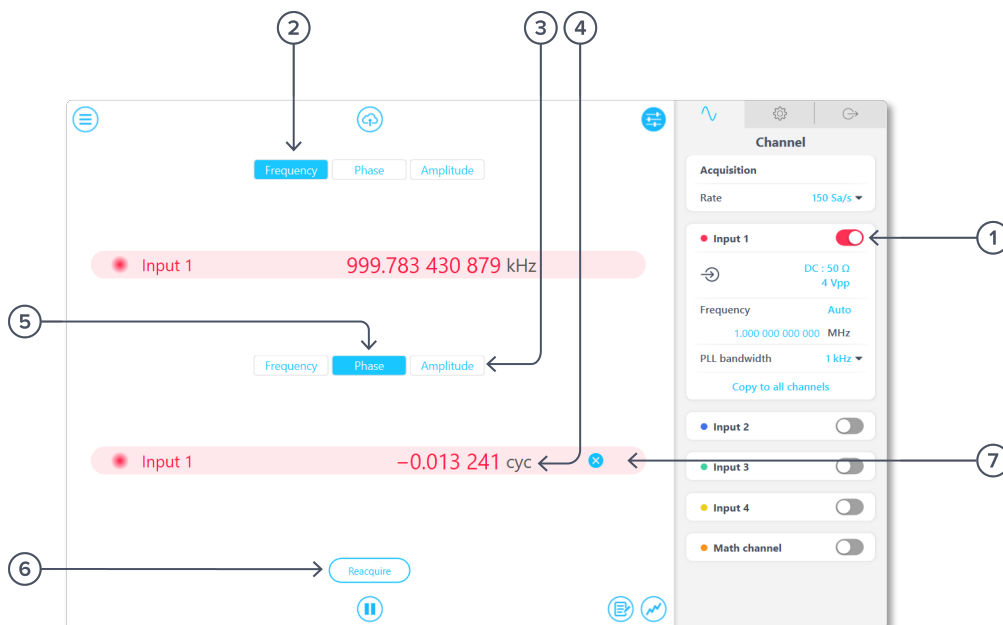 2
3
4
Channel
Frequency Phase Amplitude
Acquisition
Rate 150 Sa/s
Input 1
1
Input 1 999.783 430 879 kHz
DC : 50 Ω
4 Vpp
Frequency Auto
5
1.000 000 000 000 MHz
Frequency Phase Amplitude
PLL bandwidth 1 kHz
Copy to all channels
Input 2
Input 1 −0.013 241 cyc
7
Input 3
Input 4
Math channel
6
Reacquire